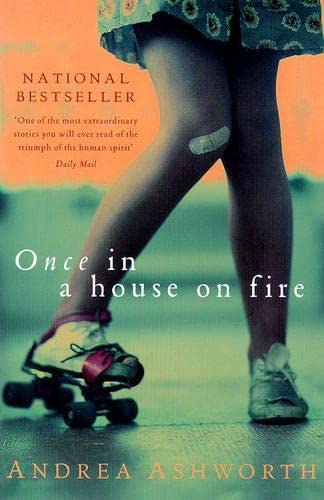 NATIONAL
BESTSELLER
'One of the most extraordinary
stories you will ever read of the
triumph of the human spirit'
Daily Mail
Once in
a house on fire
ANDREA ASHWORTH